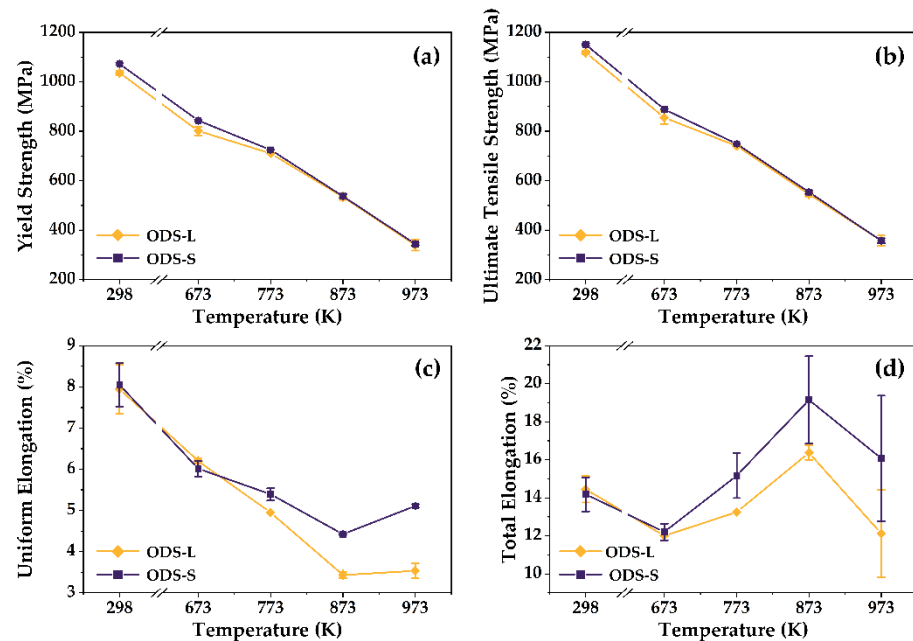 (a)
Yield Strength (MPa)
1200
1000
800
600
400
200
ODS-L
ODS-S
298
673
773
873
973
Temperature (K)
(b)
Ultimate Tensile Strength (MPa)
1200
1000
800
600
400
200
ODS-L
ODS-S
298
673
773
873
973
Temperature (K)
(c)
Uniform Elongation (%)
9
8
7
6
5
4
3
ODS-L
ODS-S
298
673
773
873
973
Temperature (K)
(d)
Total Elongation (%)
22
20
18
16
14
12
10
ODS-L
ODS-S
298
673
773
873
973
Temperature (K)